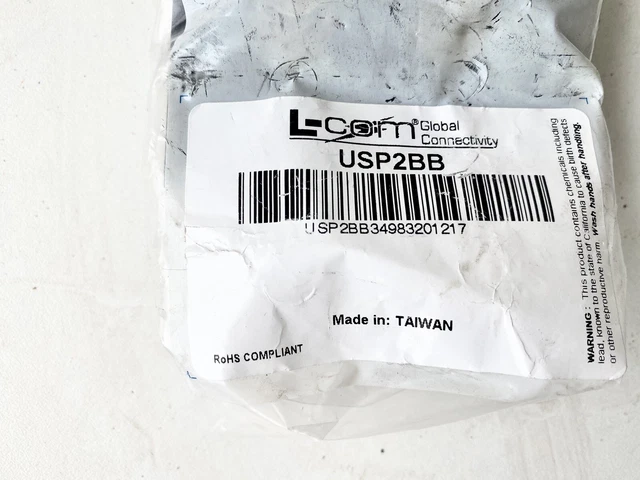 L-com® Global
Connectivity
USP2BB
USP2BB34983201217
Made in: TAIWAN
RoHS COMPLIANT
WARNING: This product contains chemicals including
lead, known to the state of California to cause birth defects
or other reproductive harm. Wash hands after handling.